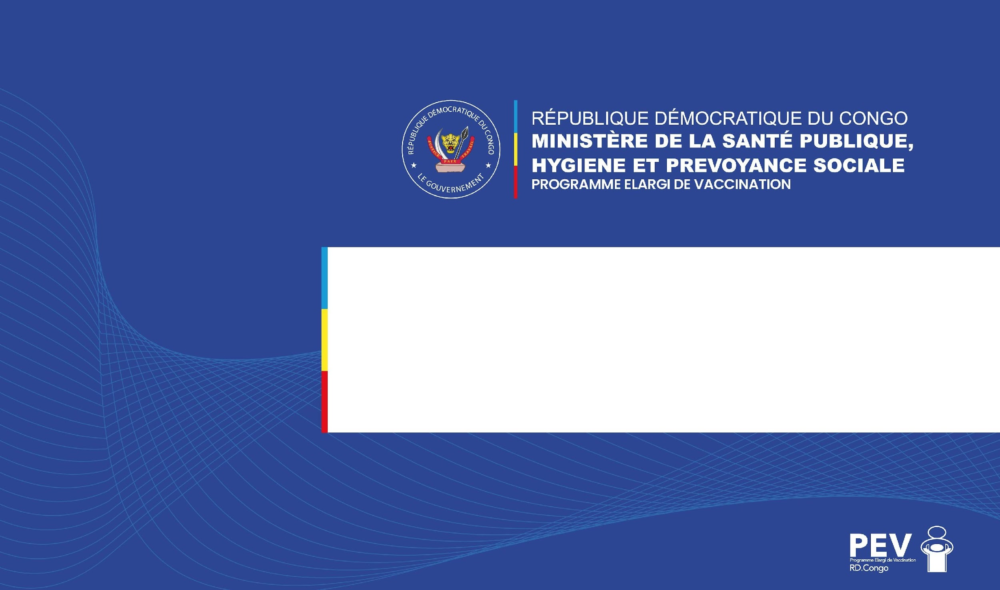 RÉPUBLIQUE DÉMOCRATIQUE DU CONGO
JUSTICE PAIX TRAVAIL
LE GOUVERNEMENT
RÉPUBLIQUE DÉMOCRATIQUE DU CONGO
MINISTÈRE DE LA SANTÉ PUBLIQUE,
HYGIENE ET PREVOYANCE SOCIALE
PROGRAMME ELARGI DE VACCINATION
PEV
Programme Elargi de Vaccination
RD.Congo